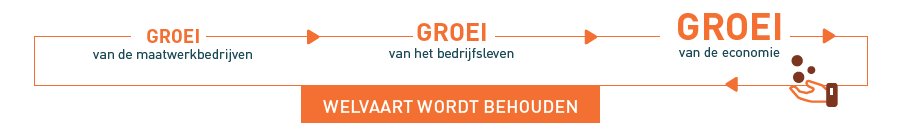 GROEI
van de maatwerkbedrijven
GROEI
van het bedrijfsleven
GROEI
van de economie
WELVAART WORDT BEHOUDEN